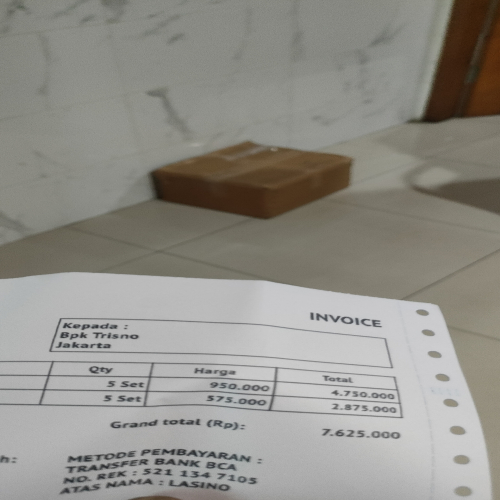 INVOICE
Kepada :
Bpk Trisno
Jakarta
Qty Harga Total
5 Set 950.000 4.750.000
5 Set 575.000 2.875.000
Grand total (Rp): 7.625.000
h: METODE PEMBAYARAN :
TRANSFER BANK BCA
NO. REK : 521 134 7105
ATAS NAMA : LASINO